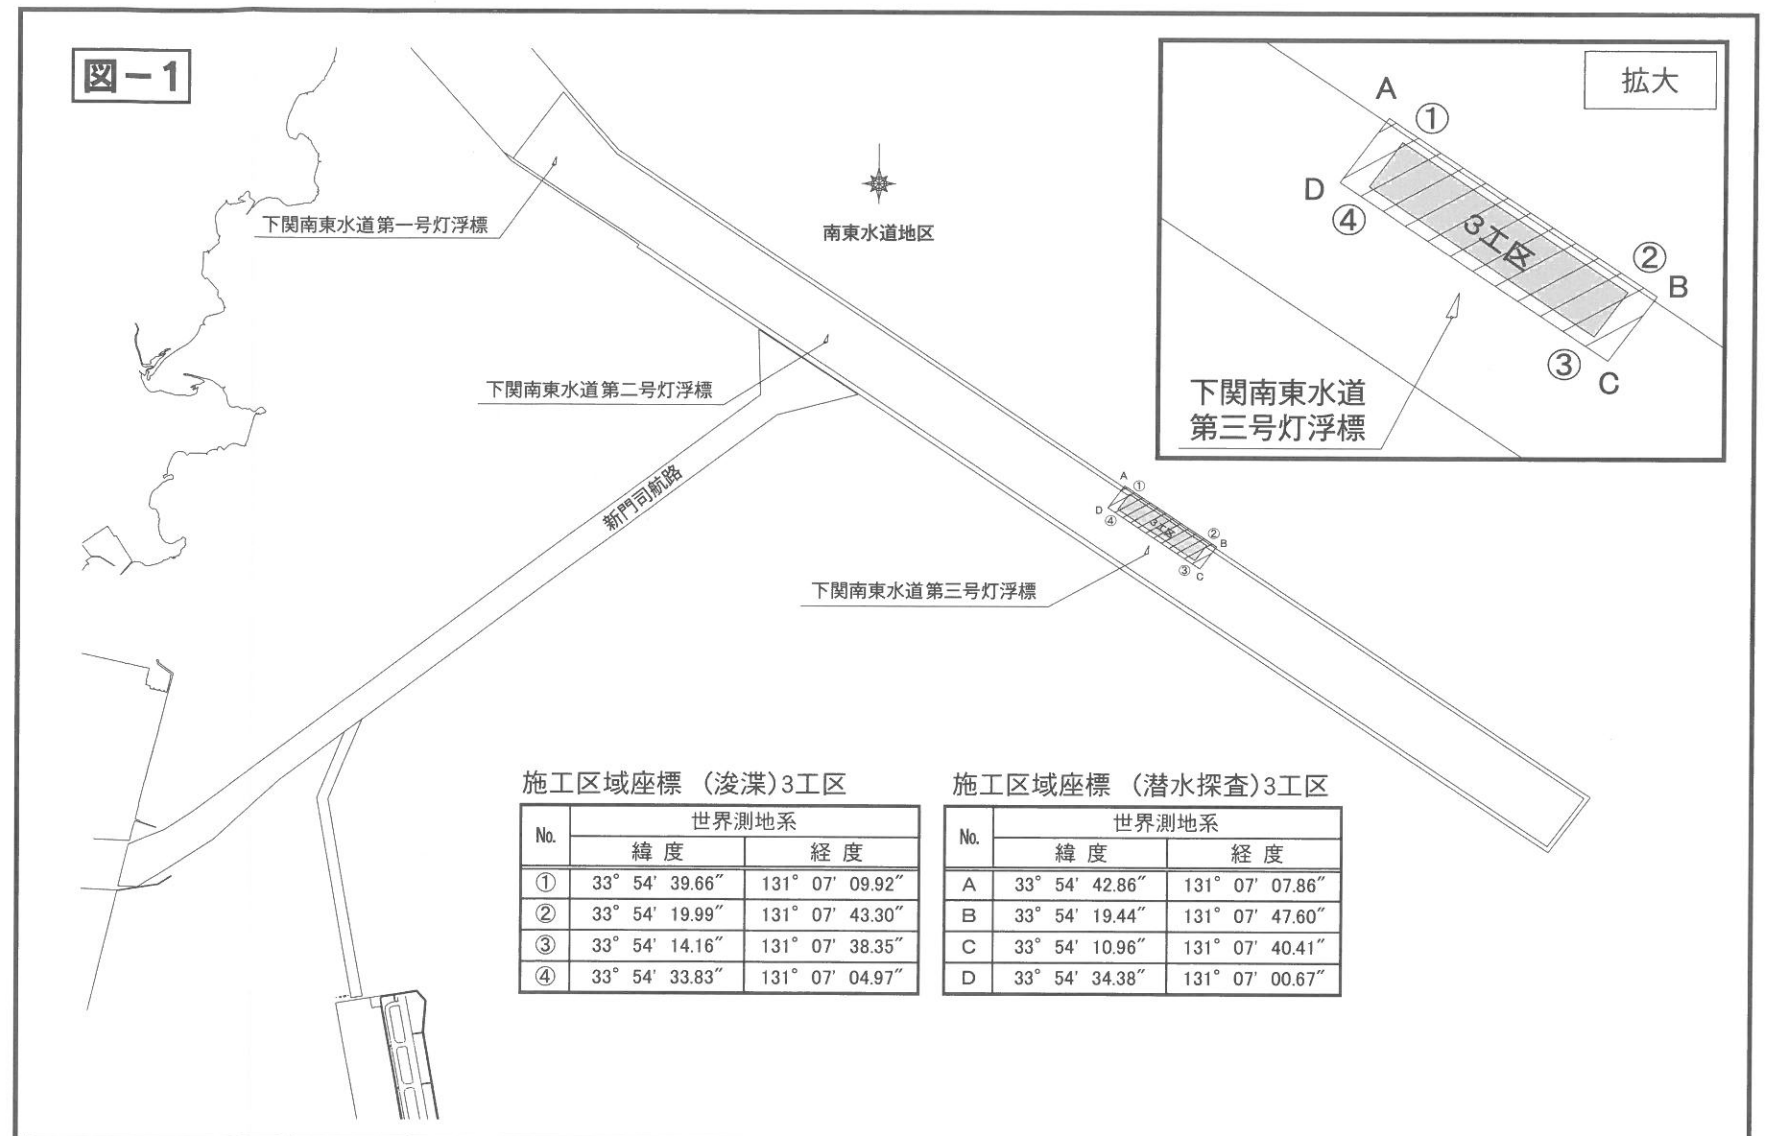 図－1
拡大
A
①
D
④
3工区
②
B
③
C
下関南東水道
第三号灯浮標
南東水道地区
下関南東水道第一号灯浮標
下関南東水道第二号灯浮標
新門司航路
A
①
D
④
3工区
②
B
③
C
下関南東水道第三号灯浮標
施工区域座標 （浚渫）3工区
No. 世界測地系
緯 度 経 度
① 33° 54′ 39.66″ 131° 07′ 09.92″
② 33° 54′ 19.99″ 131° 07′ 43.30″
③ 33° 54′ 14.16″ 131° 07′ 38.35″
④ 33° 54′ 33.83″ 131° 07′ 04.97″
施工区域座標 （潜水探査）3工区
No. 世界測地系
緯 度 経 度
A 33° 54′ 42.86″ 131° 07′ 07.86″
B 33° 54′ 19.44″ 131° 07′ 47.60″
C 33° 54′ 10.96″ 131° 07′ 40.41″
D 33° 54′ 34.38″ 131° 07′ 00.67″